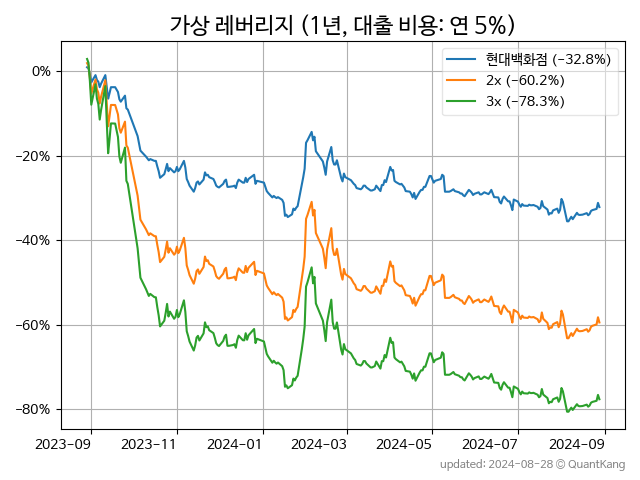 가상 레버리지 (1년, 대출 비용: 연 5%)
현대백화점 (−32.8%)
2x (−60.2%)
3x (−78.3%)
0%
−20%
−40%
−60%
−80%
2023-09 2023-11 2024-01 2024-03 2024-05 2024-07 2024-09
updated: 2024-08-28 © QuantKang